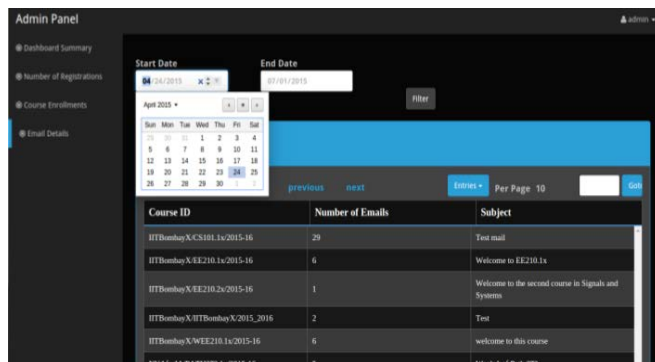 Admin Panel
admin
Dashboard Summary
Number of Registrations
Course Enrollments
Email Details
Start Date End Date
04/24/2015 07/01/2015
Filter
April 2015
Sun Mon Tue Wed Thu Fri Sat
29 30 31 1 2 3 4
5 6 7 8 9 10 11
12 13 14 15 16 17 18
19 20 21 22 23 24 25
26 27 28 29 30 1 2
previous next Entries Per Page 10 Goto
Course ID Number of Emails Subject
IITBombayX/CS101.1x/2015-16 29 Test mail
IITBombayX/EE210.1x/2015-16 6 Welcome to EE210.1x
IITBombayX/EE210.2x/2015-16 1 Welcome to the second course in Signals and
Systems
IITBombayX/IITBombayX/2015_2016 2 Test
IITBombayX/WEE210.1x/2015-16 6 welcome to this course